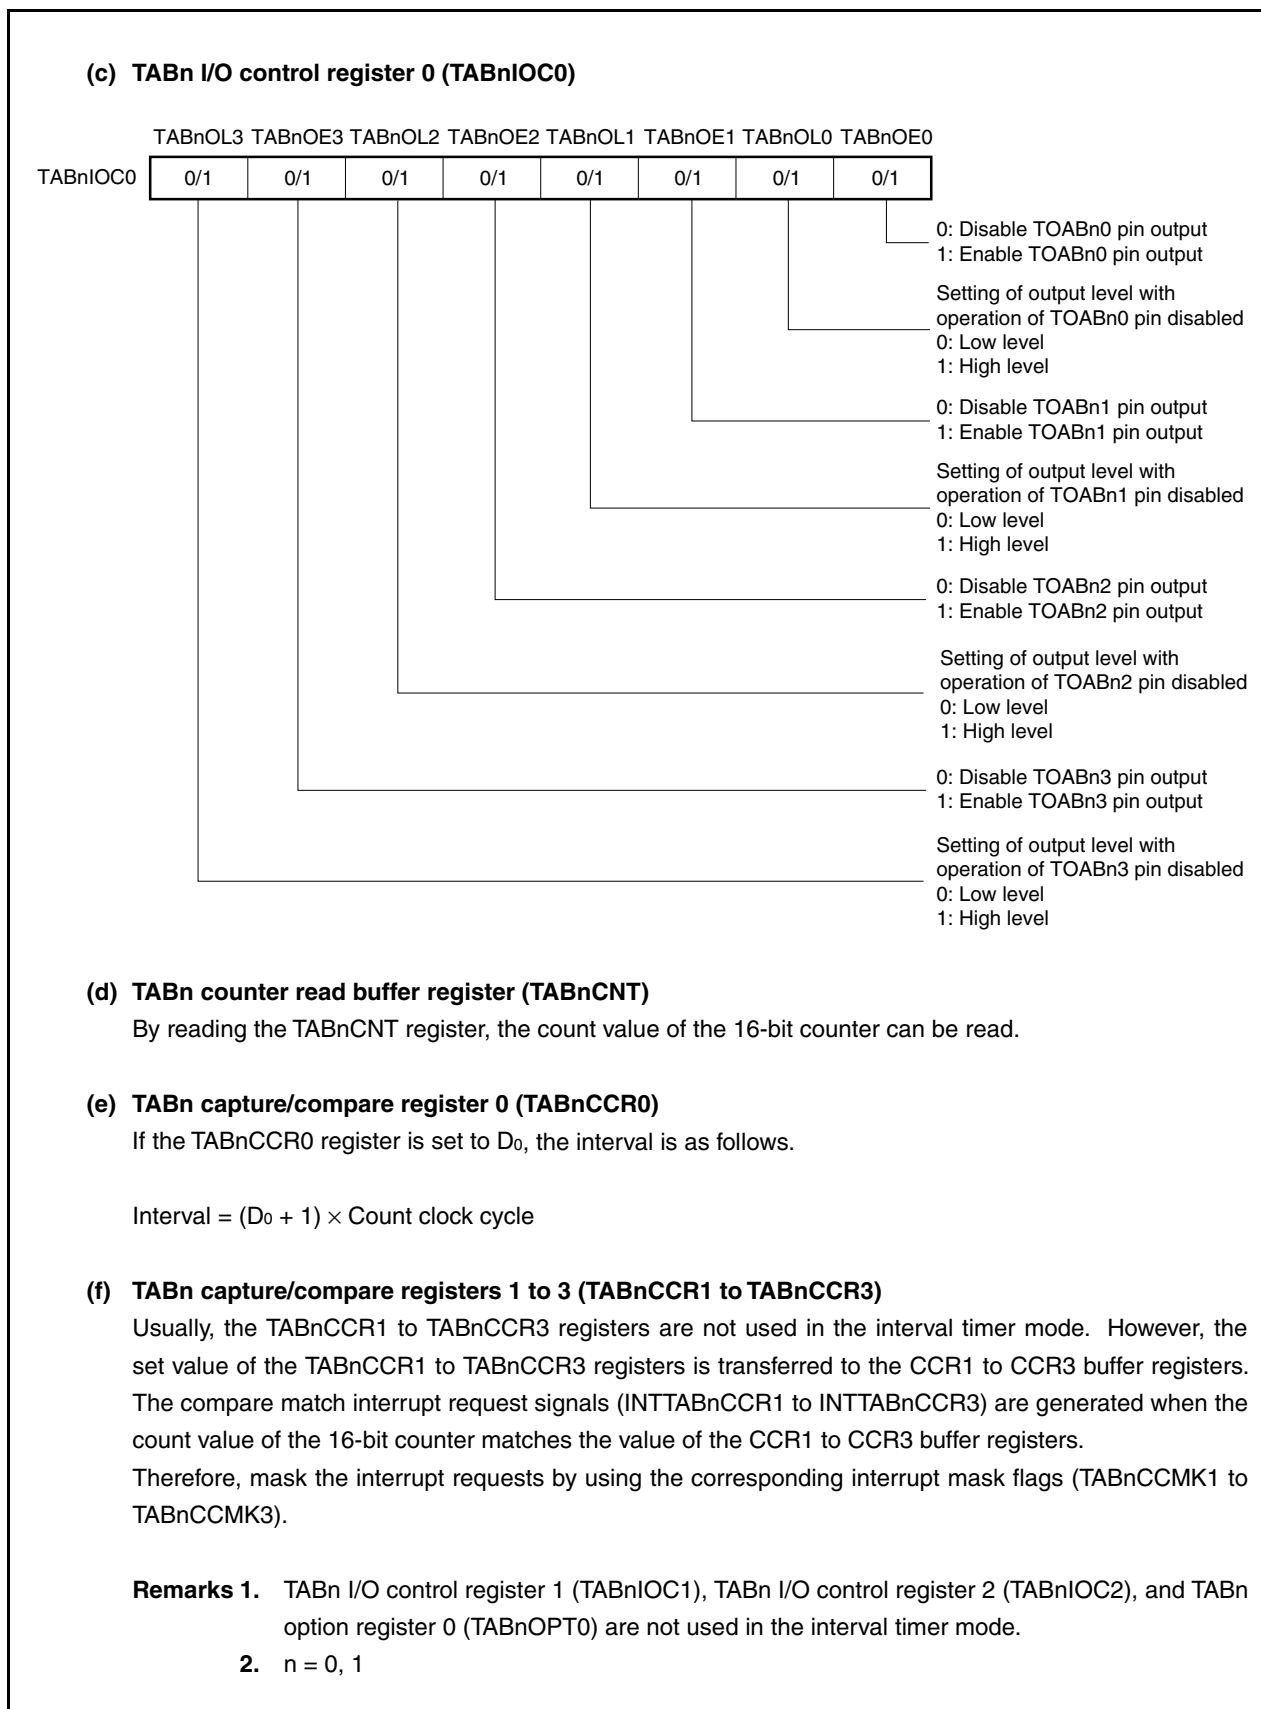 (c) TABn I/O control register 0 (TABnIOC0)
TABnOL3 TABnOE3 TABnOL2 TABnOE2 TABnOL1 TABnOE1 TABnOL0 TABnOE0
TABnIOC0 0/1 0/1 0/1 0/1 0/1 0/1 0/1 0/1
0: Disable TOABn0 pin output
1: Enable TOABn0 pin output
Setting of output level with
operation of TOABn0 pin disabled
0: Low level
1: High level
0: Disable TOABn1 pin output
1: Enable TOABn1 pin output
Setting of output level with
operation of TOABn1 pin disabled
0: Low level
1: High level
0: Disable TOABn2 pin output
1: Enable TOABn2 pin output
Setting of output level with
operation of TOABn2 pin disabled
0: Low level
1: High level
0: Disable TOABn3 pin output
1: Enable TOABn3 pin output
Setting of output level with
operation of TOABn3 pin disabled
0: Low level
1: High level
(d) TABn counter read buffer register (TABnCNT)
By reading the TABnCNT register, the count value of the 16-bit counter can be read.
(e) TABn capture/compare register 0 (TABnCCR0)
If the TABnCCR0 register is set to D₀, the interval is as follows.
Interval = (D₀ + 1) × Count clock cycle
(f) TABn capture/compare registers 1 to 3 (TABnCCR1 to TABnCCR3)
Usually, the TABnCCR1 to TABnCCR3 registers are not used in the interval timer mode. However, the
set value of the TABnCCR1 to TABnCCR3 registers is transferred to the CCR1 to CCR3 buffer registers.
The compare match interrupt request signals (INTTABnCCR1 to INTTABnCCR3) are generated when the
count value of the 16-bit counter matches the value of the CCR1 to CCR3 buffer registers.
Therefore, mask the interrupt requests by using the corresponding interrupt mask flags (TABnCCMK1 to
TABnCCMK3).
Remarks 1. TABn I/O control register 1 (TABnIOC1), TABn I/O control register 2 (TABnIOC2), and TABn
option register 0 (TABnOPT0) are not used in the interval timer mode.
2. n = 0, 1